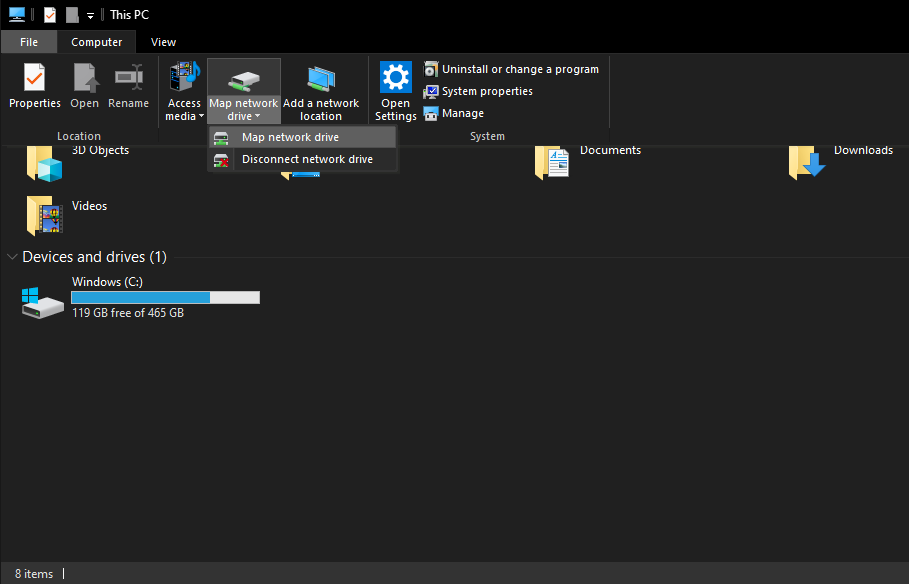 This PC
File
Computer
View
Properties
Open
Rename
Location
Access
media
Map network
drive
Add a network
location
Open
Settings
Uninstall or change a program
System properties
Manage
System
Map network drive
Disconnect network drive
3D Objects
Documents
Downloads
Videos
Devices and drives (1)
Windows (C:)
119 GB free of 465 GB
8 items